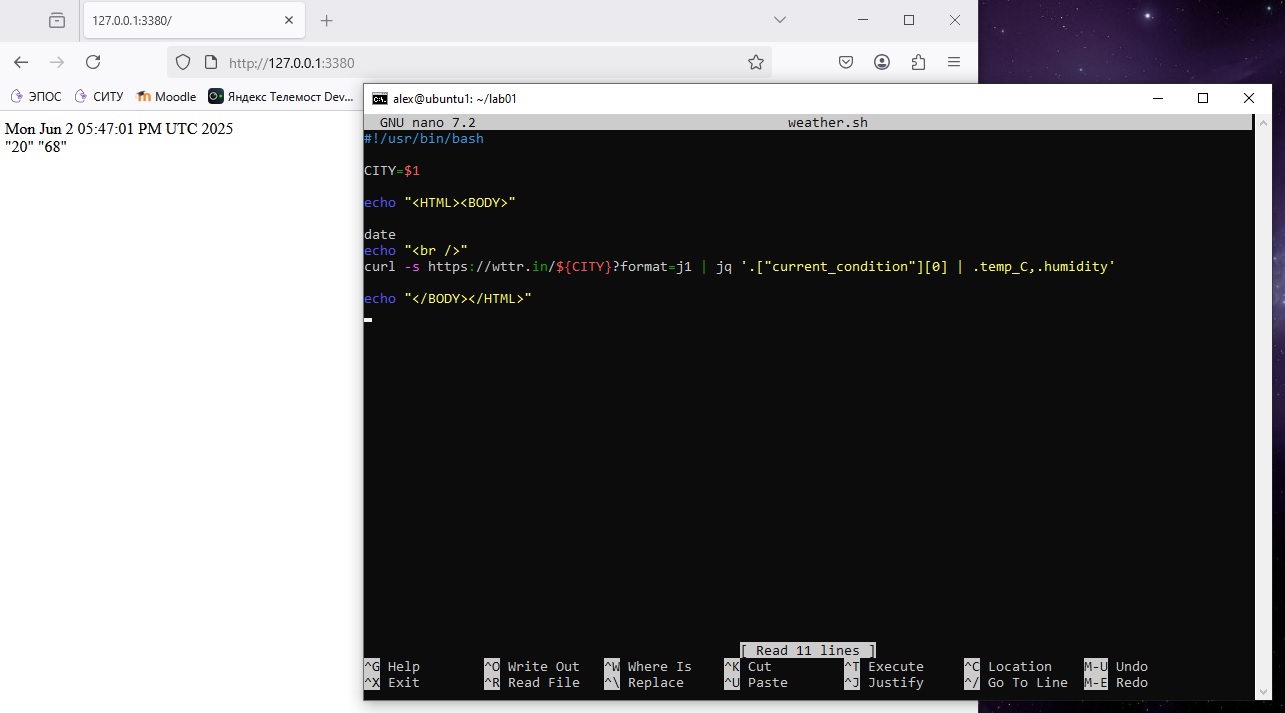 127.0.0.1:3380/
http://127.0.0.1:3380
ЭПОС СИТУ Moodle Яндекс Телемост Dev...
Mon Jun 2 05:47:01 PM UTC 2025
"20" "68"
alex@ubuntu1: ~/lab01
GNU nano 7.2 weather.sh
#!/usr/bin/bash
CITY=$1
echo "<HTML><BODY>"
date
echo "<br />"
curl -s https://wttr.in/${CITY}?format=j1 | jq '.["current_condition"][0] | .temp_C,.humidity'
echo "</BODY></HTML>"
[ Read 11 lines ]
^G Help ^O Write Out ^W Where Is ^K Cut ^T Execute ^C Location M-U Undo
^X Exit ^R Read File ^\ Replace ^U Paste ^J Justify ^/ Go To Line M-E Redo